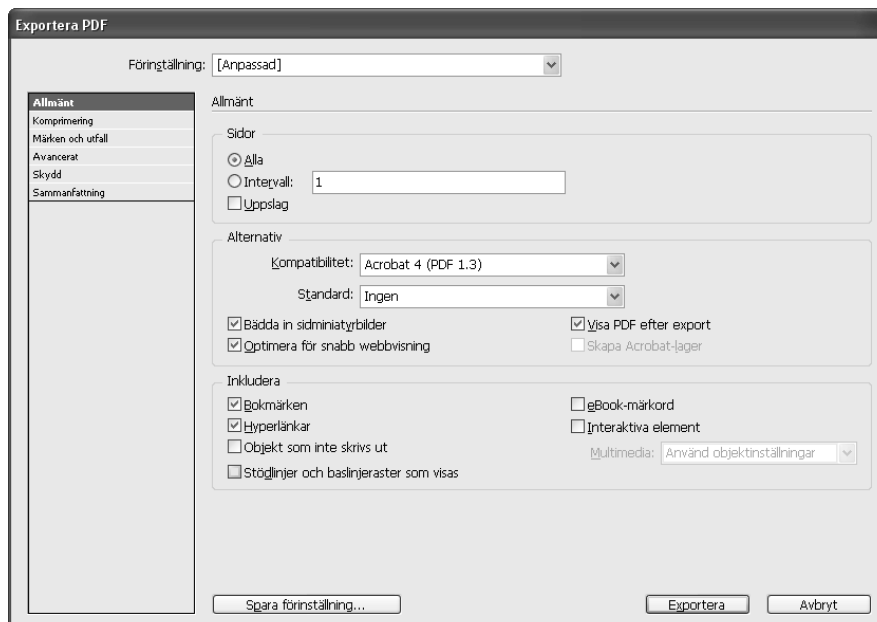 Exportera PDF
Förinställning: [Anpassad]
Allmänt
Komprimering
Märken och utfall
Avancerat
Skydd
Sammanfattning
Allmänt
Sidor
Alla
Intervall: 1
Uppslag
Alternativ
Kompatibilitet: Acrobat 4 (PDF 1.3)
Standard: Ingen
Bädda in sidminiatyrbilder
Visa PDF efter export
Optimera för snabb webbvisning
Skapa Acrobat-lager
Inkludera
Bokmärken
eBook-märkord
Hyperlänkar
Interaktiva element
Objekt som inte skrivs ut
Multimedia: Använd objektinställningar
Stödlinjer och baslinjeraster som visas
Spara förinställning...
Exportera
Avbryt